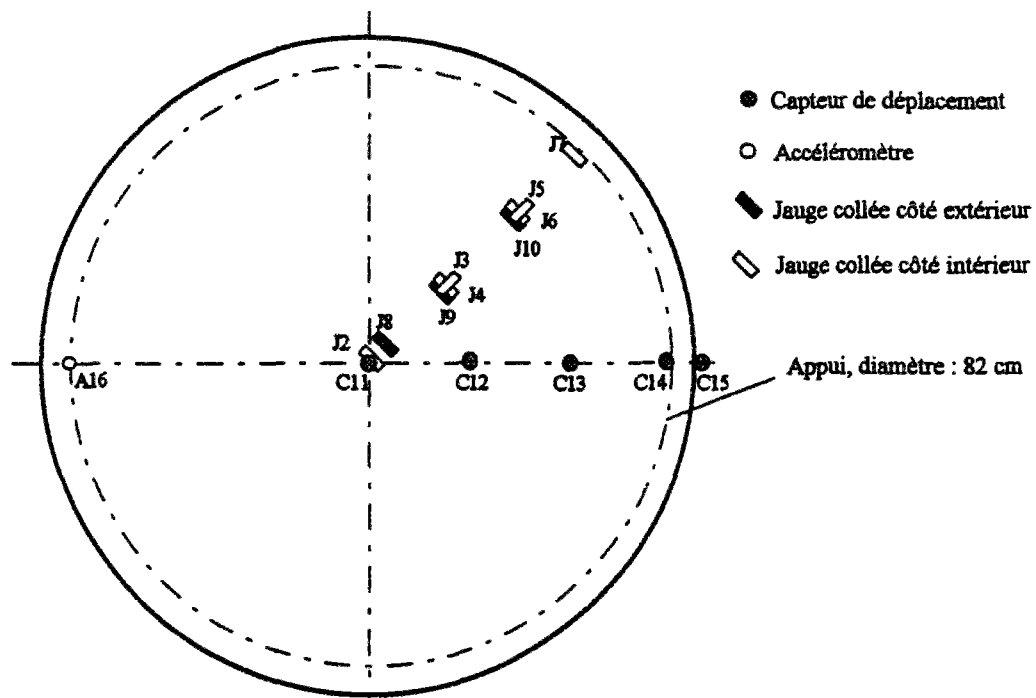 Capteur de déplacement
Accéléromètre
Jauge collée côté extérieur
Jauge collée côté intérieur
J5
J6
J10
J3
J4
J9
J8
J2
A16
C11
C12
C13
C14
C15
Appui, diamètre : 82 cm